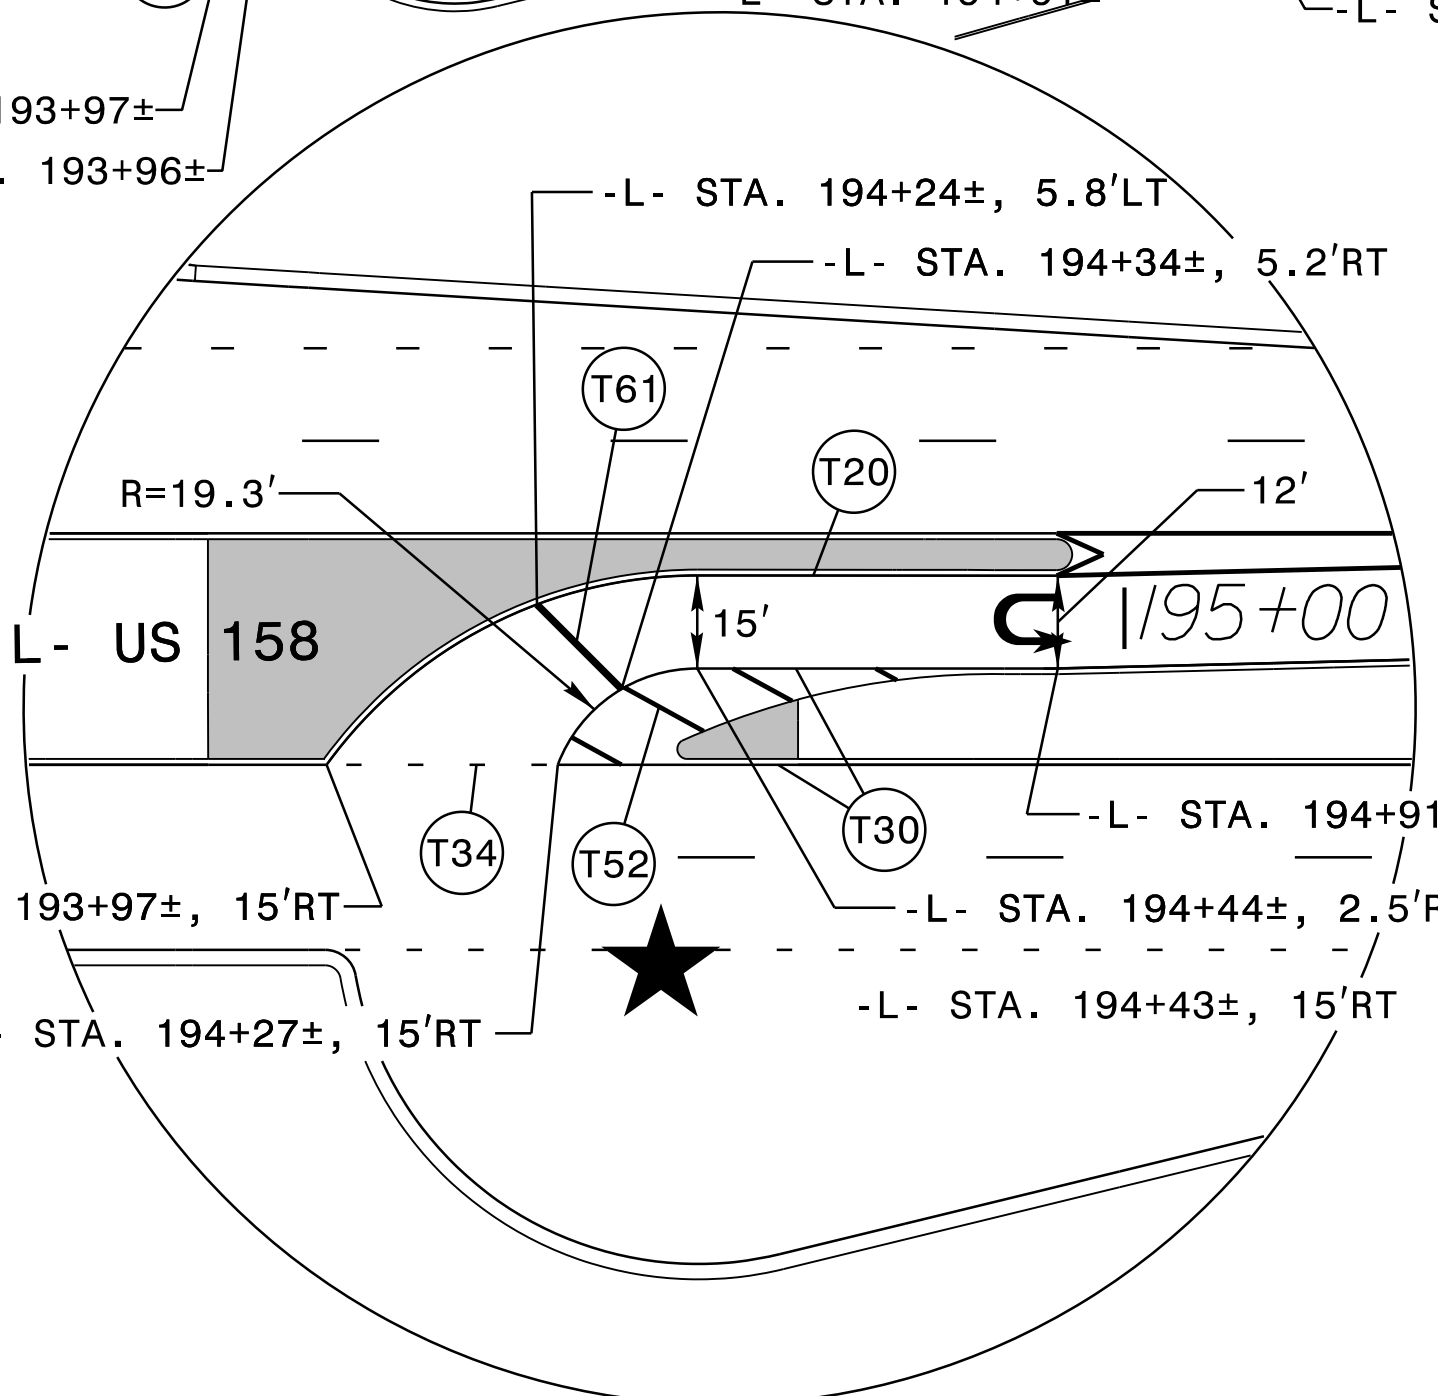 -L- S
193+97±
. 193+96±
-L- STA. 194+24±, 5.8'LT
-L- STA. 194+34±, 5.2'RT
T61
T20
R=19.3'
12'
15'
195+00
L- US 158
-L- STA. 194+91
T30
T34
T52
193+97±, 15'RT
-L- STA. 194+44±, 2.5'R
-L- STA. 194+43±, 15'RT
- STA. 194+27±, 15'RT